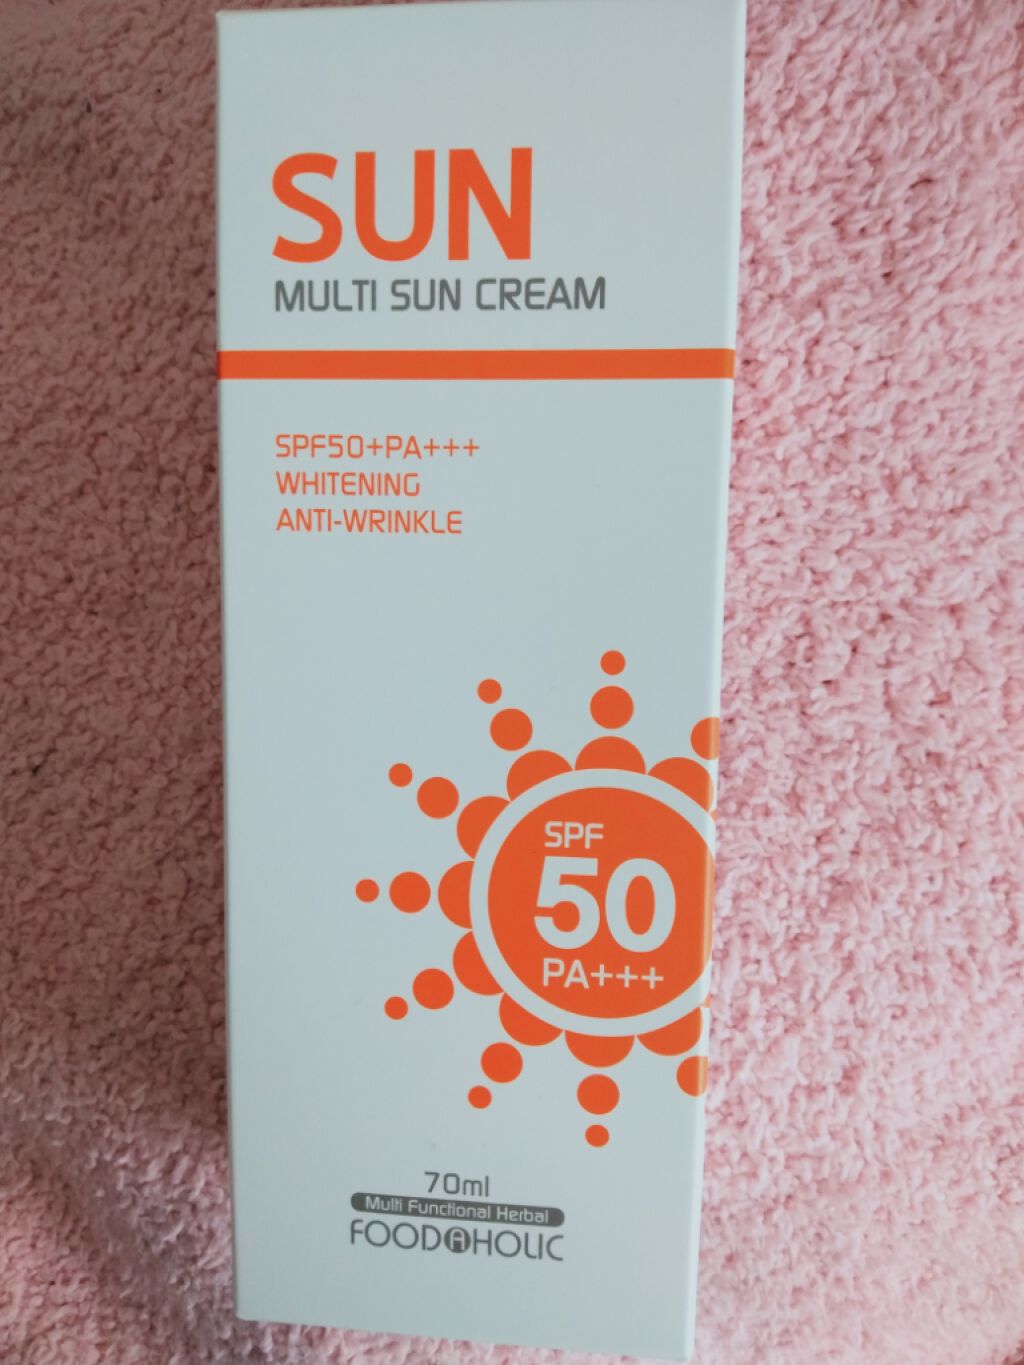 SUN
MULTI SUN CREAM
SPF50+PA+++
WHITENING
ANTI-WRINKLE
SPF
50
PA+++
70ml
Multi Functional Herbal
FOODAHOLIC